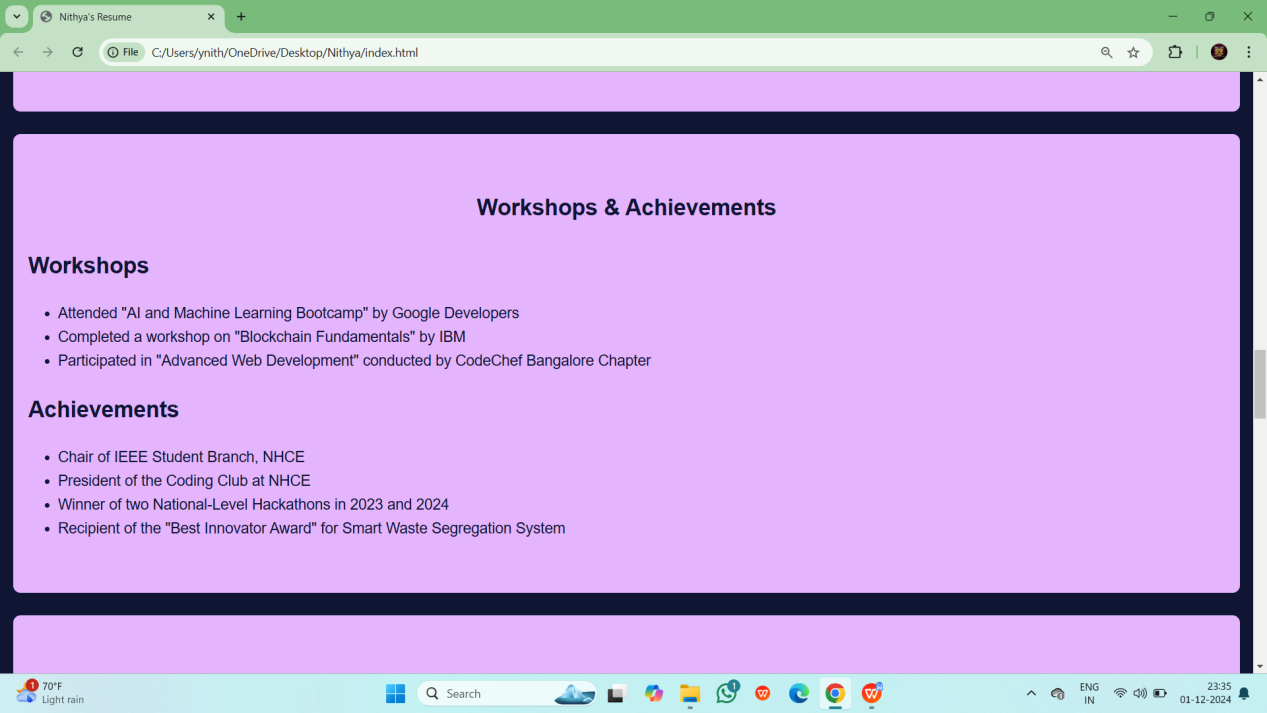 Nithya's Resume
File
C:/Users/ynith/OneDrive/Desktop/Nithya/index.html
Workshops & Achievements
Workshops
Attended "AI and Machine Learning Bootcamp" by Google Developers
Completed a workshop on "Blockchain Fundamentals" by IBM
Participated in "Advanced Web Development" conducted by CodeChef Bangalore Chapter
Achievements
Chair of IEEE Student Branch, NHCE
President of the Coding Club at NHCE
Winner of two National-Level Hackathons in 2023 and 2024
Recipient of the "Best Innovator Award" for Smart Waste Segregation System
1
70°F
Light rain
Search
1
W
W
ENG
IN
23:35
01-12-2024